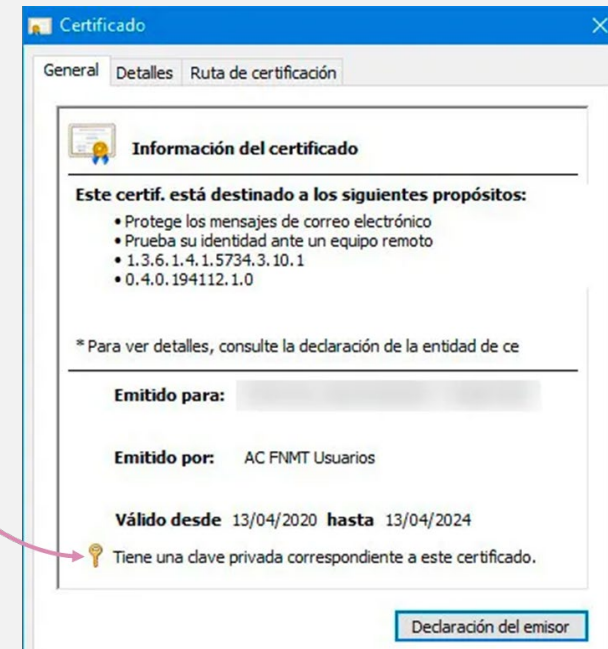 Certificado
General Detalles Ruta de certificación
Información del certificado
Este certif. está destinado a los siguientes propósitos:
• Protege los mensajes de correo electrónico
• Prueba su identidad ante un equipo remoto
• 1.3.6.1.4.1.5734.3.10.1
• 0.4.0.194112.1.0
* Para ver detalles, consulte la declaración de la entidad de ce
Emitido para:
Emitido por: AC FNMT Usuarios
Válido desde 13/04/2020 hasta 13/04/2024
Tiene una clave privada correspondiente a este certificado.
Declaración del emisor